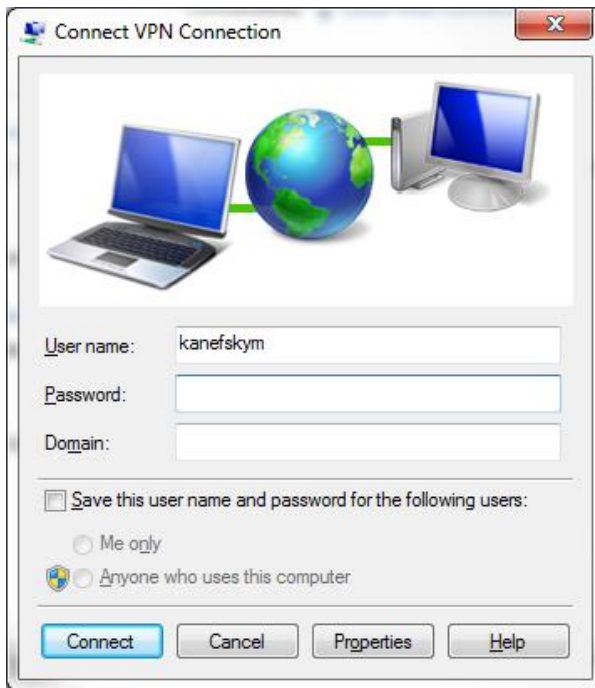 Connect VPN Connection
User name: kanefskym
Password:
Domain:
Save this user name and password for the following users:
Me only
Anyone who uses this computer
Connect Cancel Properties Help